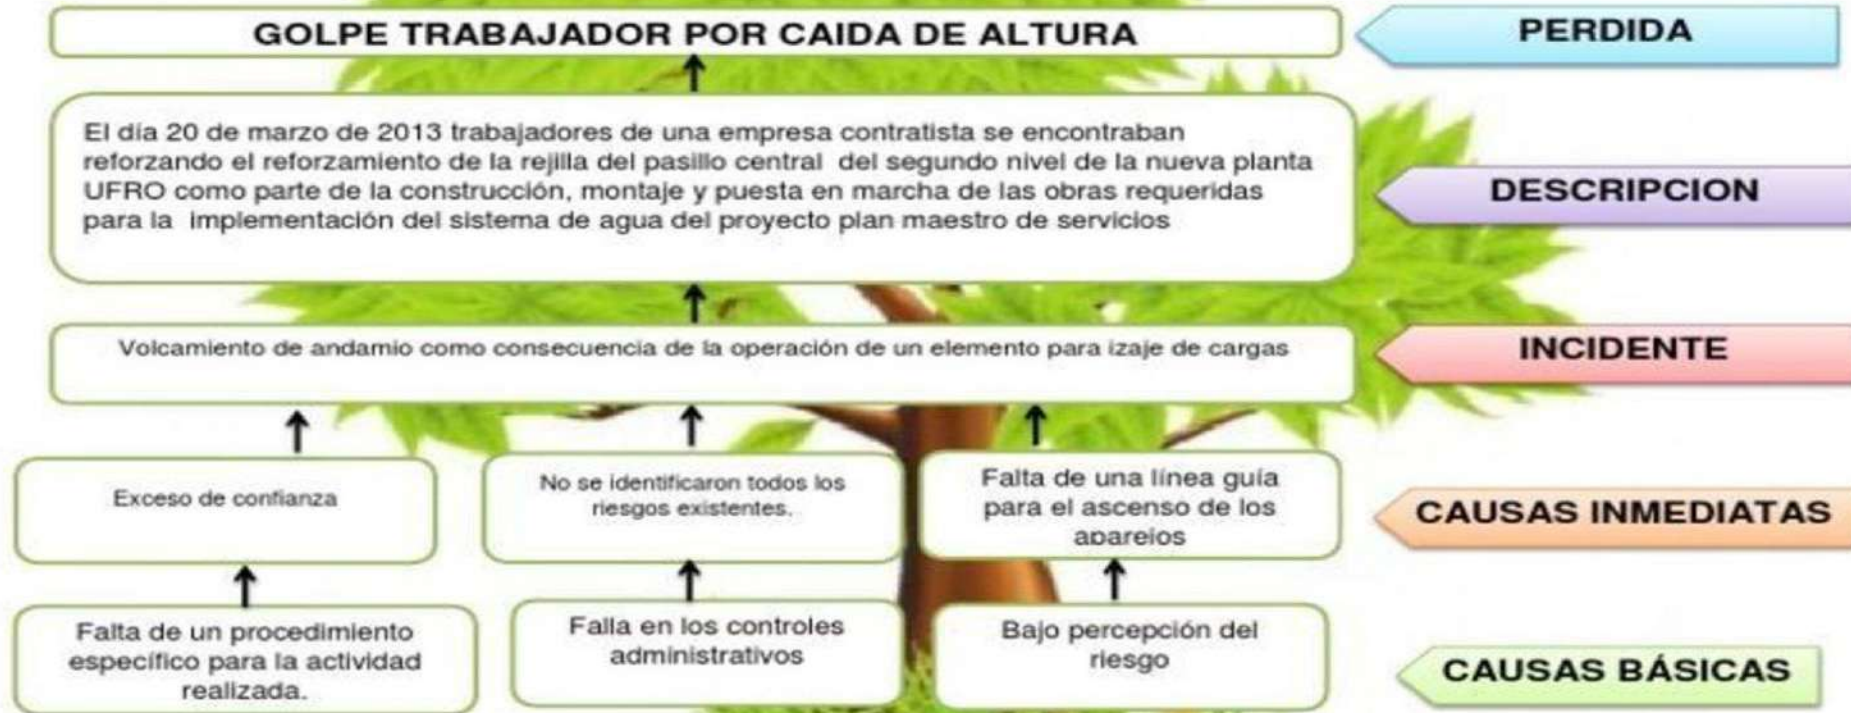 GOLPE TRABAJADOR POR CAIDA DE ALTURA
PERDIDA
El día 20 de marzo de 2013 trabajadores de una empresa contratista se encontraban
reforzando el reforzamiento de la rejilla del pasillo central del segundo nivel de la nueva planta
UFRO como parte de la construcción, montaje y puesta en marcha de las obras requeridas
para la implementación del sistema de agua del proyecto plan maestro de servicios
DESCRIPCION
Volcamiento de andamio como consecuencia de la operación de un elemento para izaje de cargas
INCIDENTE
Exceso de confianza
No se identificaron todos los
riesgos existentes.
Falta de una línea guía
para el ascenso de los
aparejos
CAUSAS INMEDIATAS
Falta de un procedimiento
específico para la actividad
realizada.
Falla en los controles
administrativos
Bajo percepción del
riesgo
CAUSAS BÁSICAS